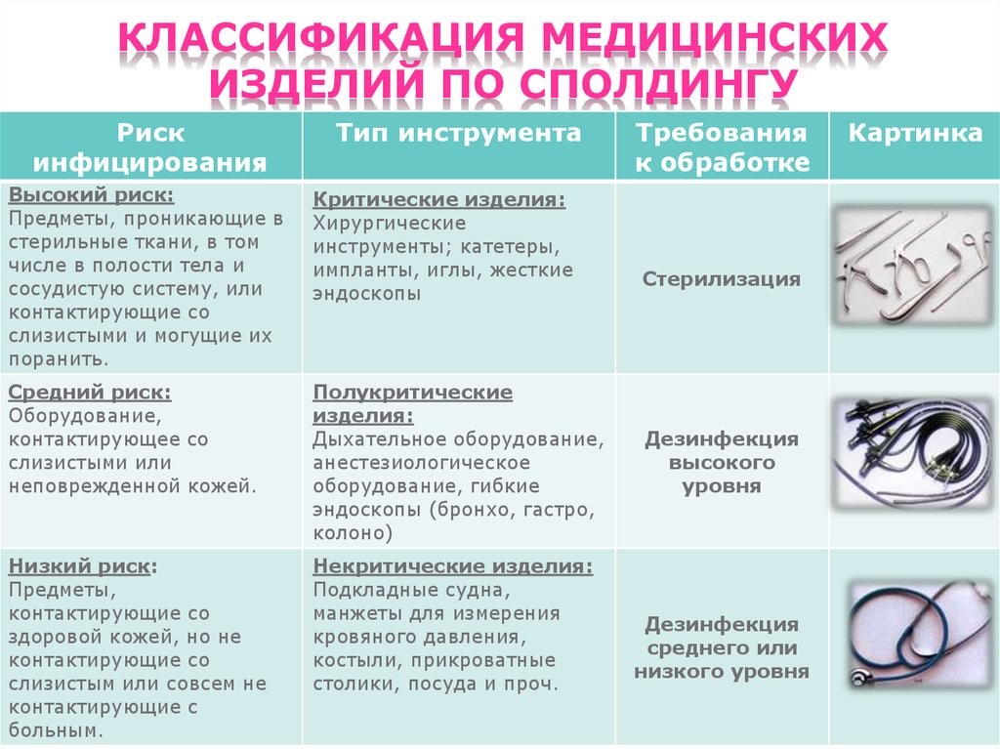 КЛАССИФИКАЦИЯ МЕДИЦИНСКИХ
ИЗДЕЛИЙ ПО СПОЛДИНГУ
Риск
инфицирования
Тип инструмента
Требования
к обработке
Картинка
Высокий риск:
Предметы, проникающие в
стерильные ткани, в том
числе в полости тела и
сосудистую систему, или
контактирующие со
слизистыми и могущие их
поранить.
Критические изделия:
Хирургические
инструменты; катетеры,
импланты, иглы, жесткие
эндоскопы
Стерилизация
Средний риск:
Оборудование,
контактирующее со
слизистыми или
неповрежденной кожей.
Полукритические
изделия:
Дыхательное оборудование,
анестезиологическое
оборудование, гибкие
эндоскопы (бронхо, гастро,
колоно)
Дезинфекция
высокого
уровня
Низкий риск:
Предметы,
контактирующие со
здоровой кожей, но не
контактирующие со
слизистым или совсем не
контактирующие с
больным.
Некритические изделия:
Подкладные судна,
манжеты для измерения
кровяного давления,
костыли, прикроватные
столики, посуда и проч.
Дезинфекция
среднего или
низкого уровня